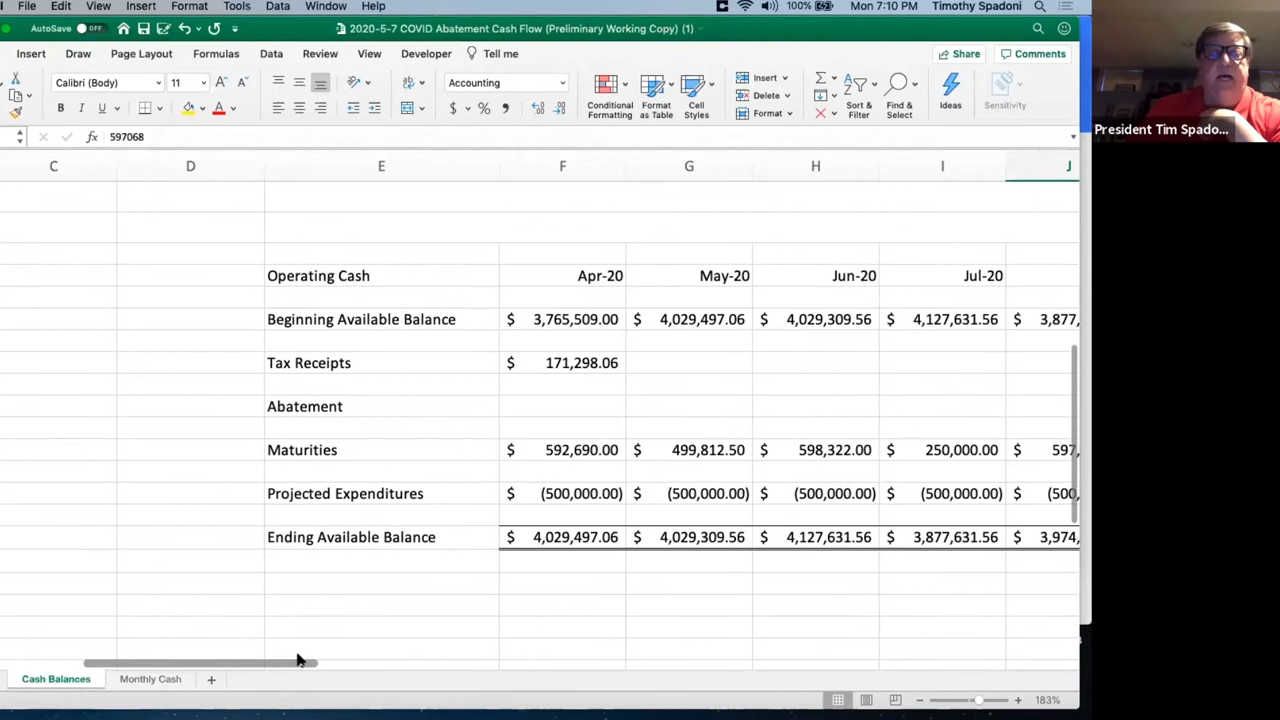 File Edit View Insert Format Tools Data Window Help 100% Mon 7:10 PM Timothy Spadoni
AutoSave OFF 2020-5-7 COVID Abatement Cash Flow (Preliminary Working Copy) (1)
Insert Draw Page Layout Formulas Data Review View Developer Tell me Share Comments
Calibri (Body) 11 Accounting
B I U A $ % Conditional Formatting Format as Table Cell Styles Insert Delete Format Sort & Filter Find & Select Ideas Sensitivity
President Tim Spado...
fx 597068
C D E F G H I J
Operating Cash Apr-20 May-20 Jun-20 Jul-20
Beginning Available Balance $ 3,765,509.00 $ 4,029,497.06 $ 4,029,309.56 $ 4,127,631.56 $ 3,877,
Tax Receipts $ 171,298.06
Abatement
Maturities $ 592,690.00 $ 499,812.50 $ 598,322.00 $ 250,000.00 $ 597,
Projected Expenditures $ (500,000.00) $ (500,000.00) $ (500,000.00) $ (500,000.00) $ (500,
Ending Available Balance $ 4,029,497.06 $ 4,029,309.56 $ 4,127,631.56 $ 3,877,631.56 $ 3,974,
Cash Balances Monthly Cash +
183%